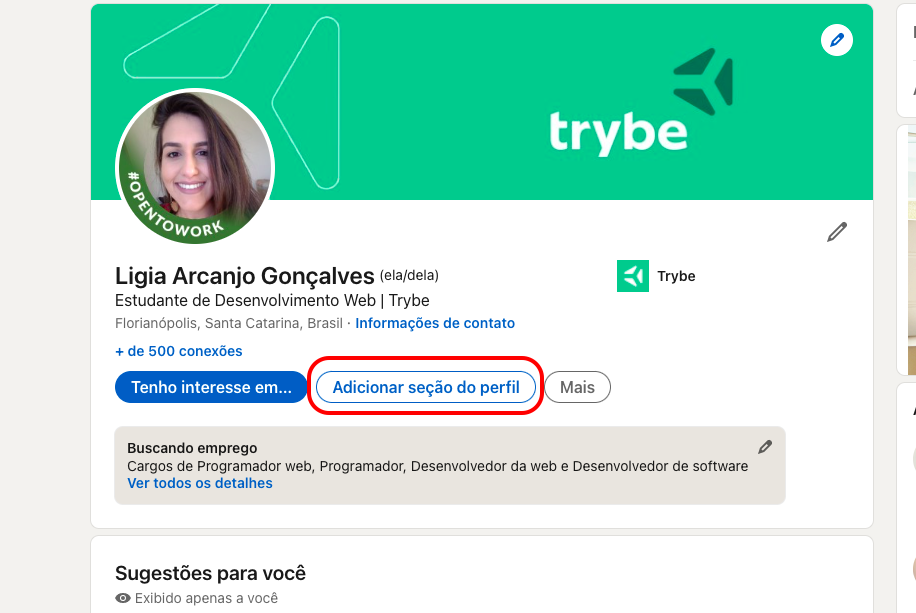 trybe
#OPENTOWORK
Ligia Arcanjo Gonçalves (ela/dela)
Trybe
Estudante de Desenvolvimento Web | Trybe
Florianópolis, Santa Catarina, Brasil · Informações de contato
+ de 500 conexões
Tenho interesse em...
Adicionar seção do perfil
Mais
Buscando emprego
Cargos de Programador web, Programador, Desenvolvedor da web e Desenvolvedor de software
Ver todos os detalhes
Sugestões para você
Exibido apenas a você